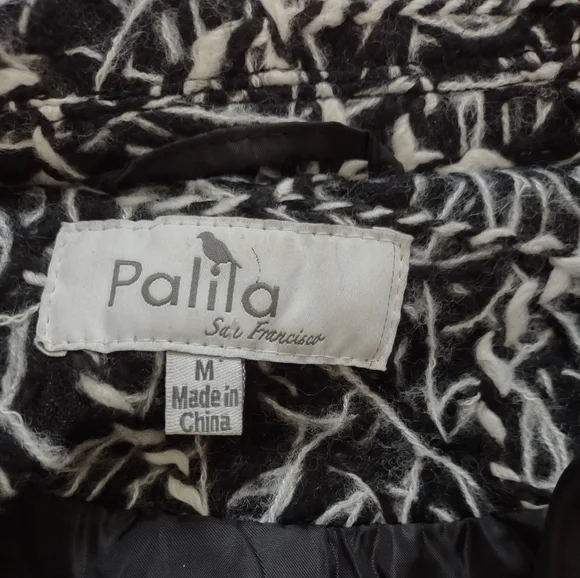 Palila
San Francisco
M
Made in
China